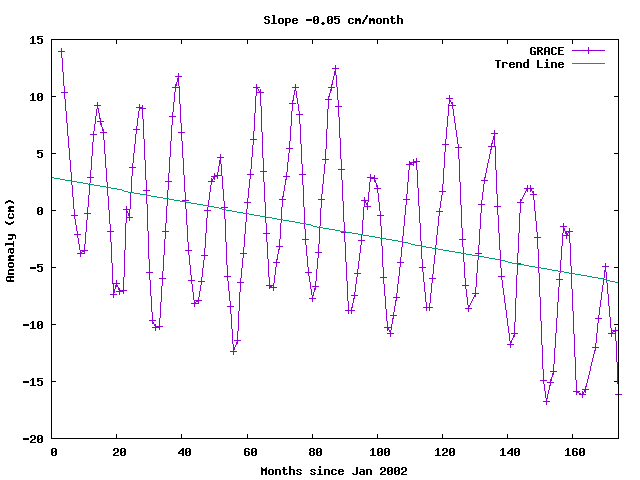 Slope -0.05 cm/month
15
10
5
0
-5
-10
-15
-20
Anomaly (cm)
GRACE
Trend Line
0 20 40 60 80 100 120 140 160
Months since Jan 2002